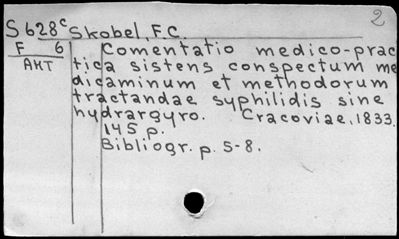 2
S628c Skobel, F.C.
F 6 Comentatio medico-prac
AKT tica sistens conspectum me
dicaminum et methodorum
tractandae syphilidis sine
hydrargyro. Cracoviae, 1833.
145 p.
Bibliogr. p. 5-8.